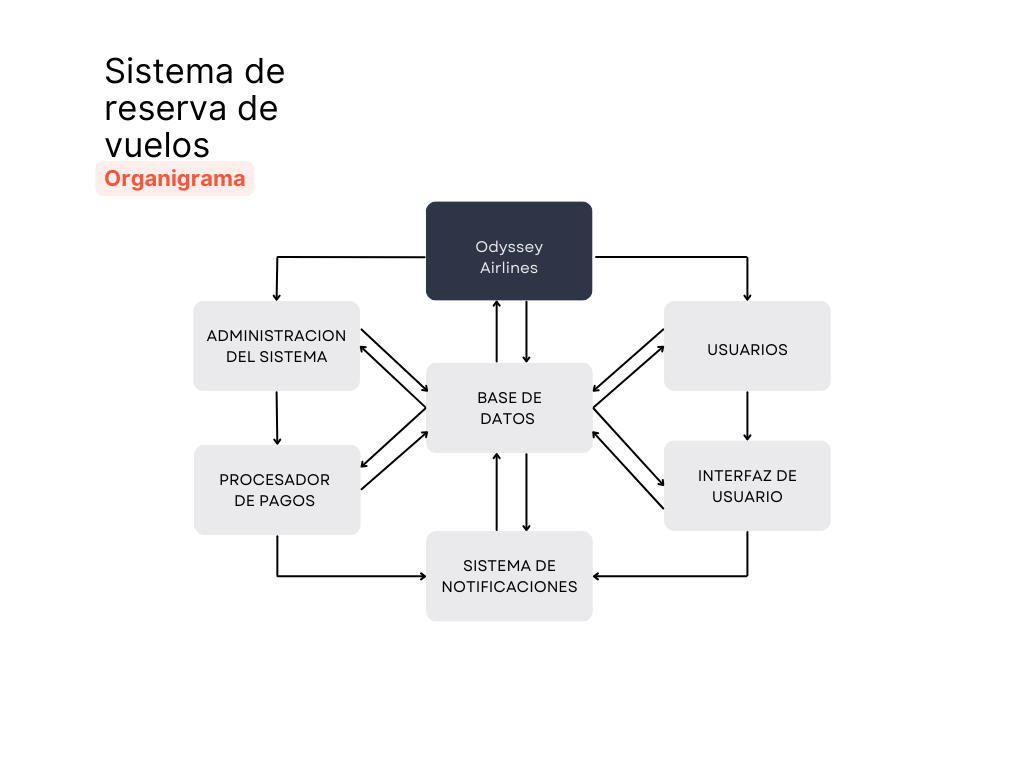 Sistema de
reserva de
vuelos
Organigrama
Odyssey
Airlines
ADMINISTRACION
DEL SISTEMA
USUARIOS
BASE DE
DATOS
PROCESADOR
DE PAGOS
INTERFAZ DE
USUARIO
SISTEMA DE
NOTIFICACIONES